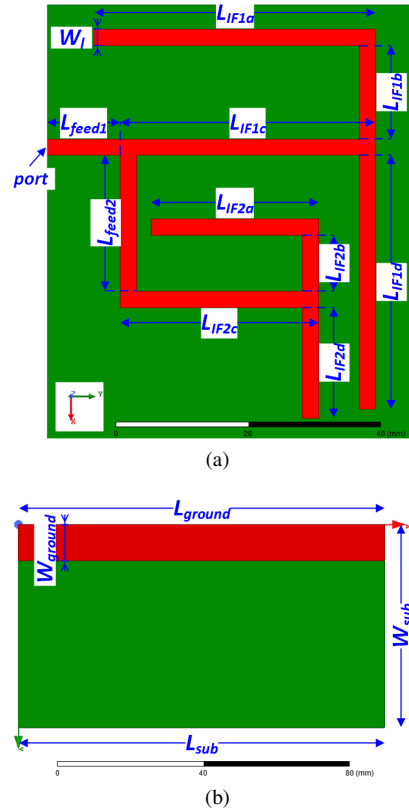 L_IF1a
W_l
L_IF1b
L_feed1
L_IF1c
port
L_feed2
L_IF2a
L_IF2b
L_IF1d
L_IF2c
L_IF2d
Z
Y
X
0 20 40 (mm)
(a)
L_ground
W_ground
W_sub
L_sub
0 40 80 (mm)
(b)